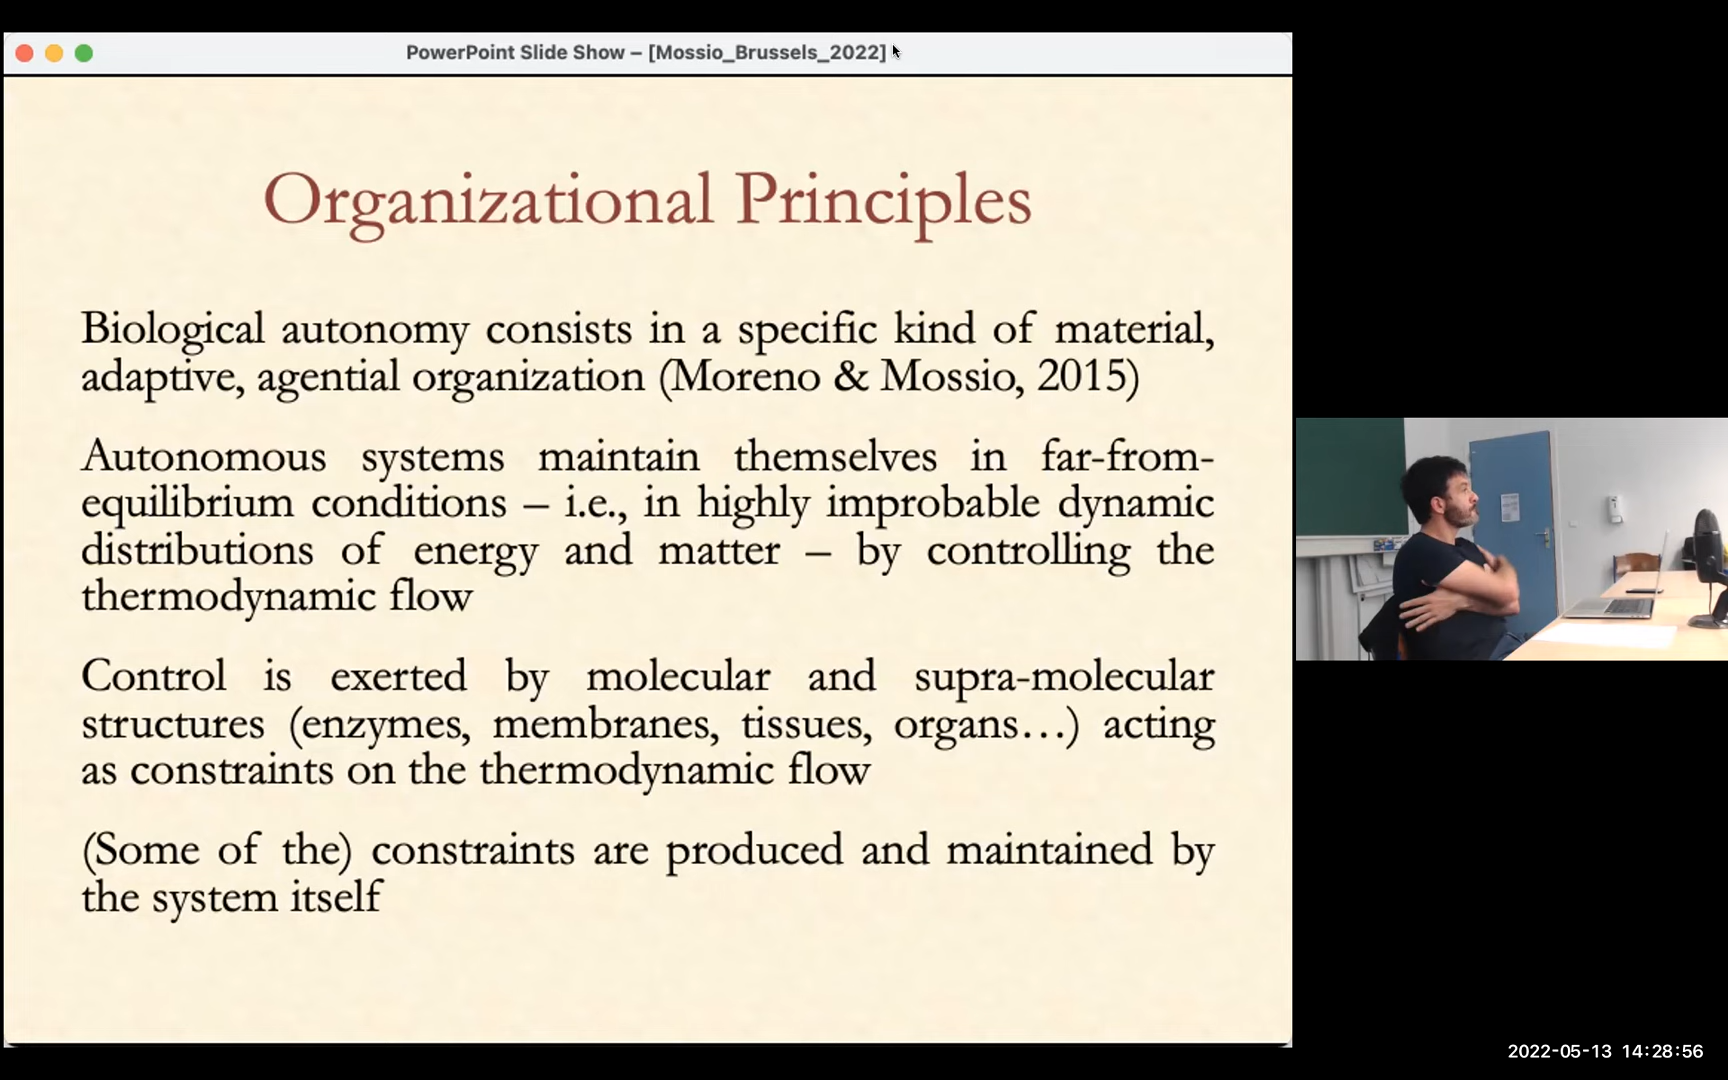 PowerPoint Slide Show – [Mossio_Brussels_2022]
Organizational Principles
Biological autonomy consists in a specific kind of material,
adaptive, agential organization (Moreno & Mossio, 2015)
Autonomous systems maintain themselves in far-from-
equilibrium conditions – i.e., in highly improbable dynamic
distributions of energy and matter – by controlling the
thermodynamic flow
Control is exerted by molecular and supra-molecular
structures (enzymes, membranes, tissues, organs…) acting
as constraints on the thermodynamic flow
(Some of the) constraints are produced and maintained by
the system itself
2022-05-13 14:28:56